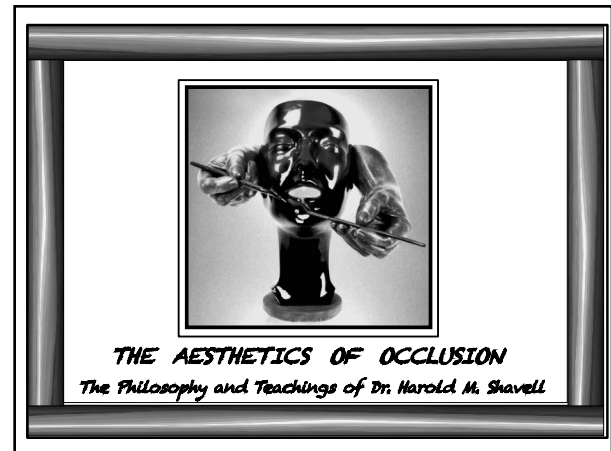 THE AESTHETICS OF OCCLUSION
The Philosophy and Teachings of Dr. Harold M. Shavell